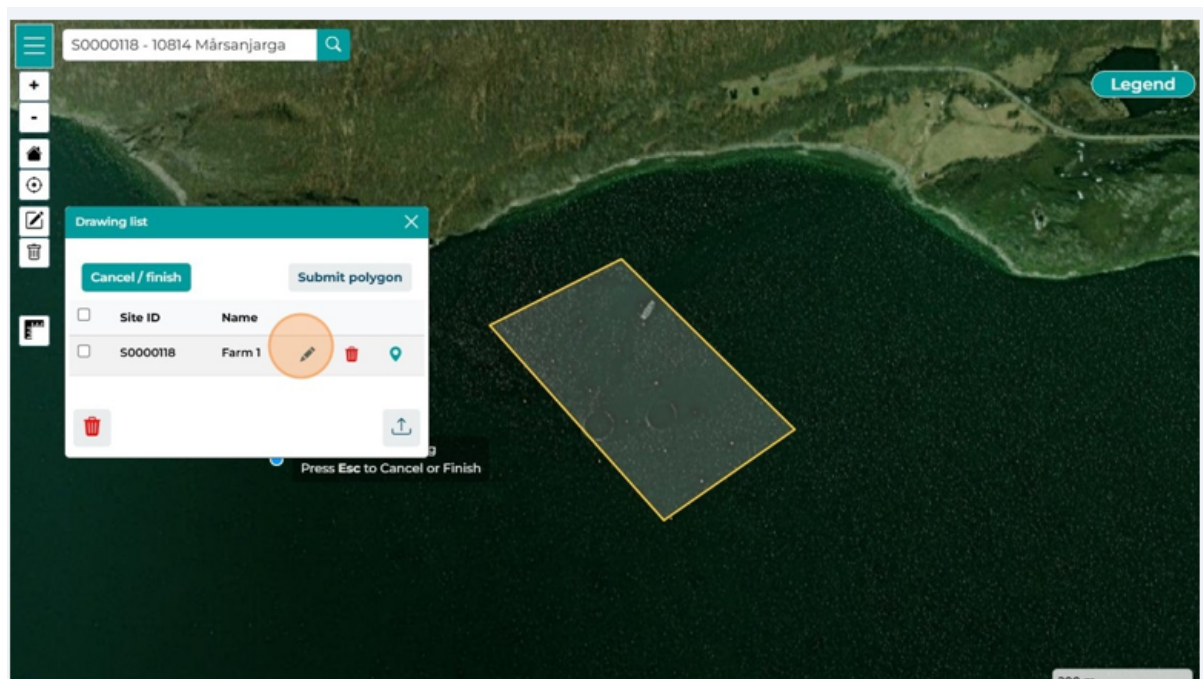 S0000118 - 10814 Mårsanjarga
Legend
+
-
Drawing list
Cancel / finish
Submit polygon
Site ID Name
S0000118 Farm 1
Press Esc to Cancel or Finish